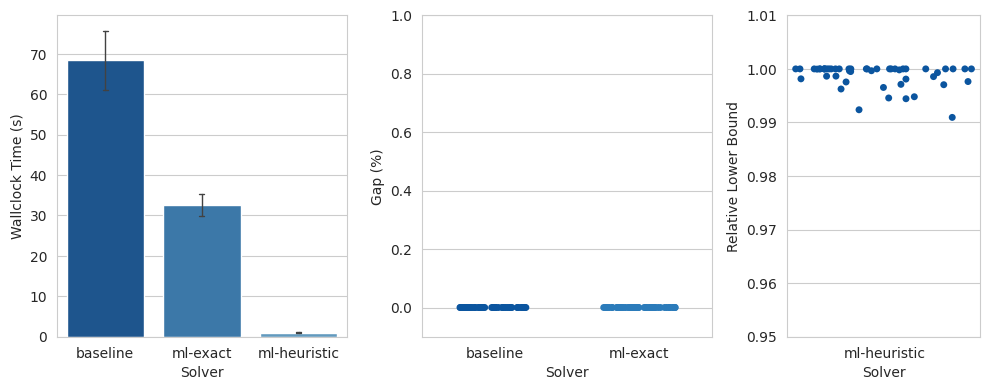 Wallclock Time (s)
70
60
50
40
30
20
10
0
baseline ml-exact ml-heuristic
Solver
Gap (%)
1.0
0.8
0.6
0.4
0.2
0.0
baseline ml-exact
Solver
Relative Lower Bound
1.01
1.00
0.99
0.98
0.97
0.96
0.95
ml-heuristic
Solver